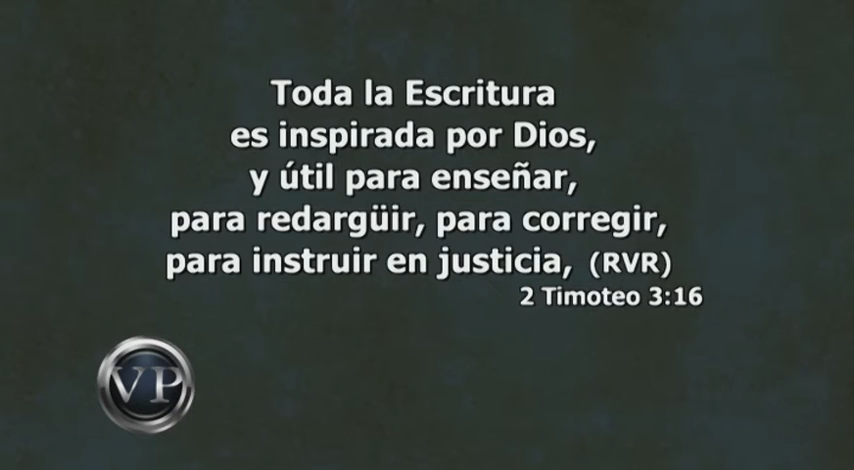 Toda la Escritura
es inspirada por Dios,
y útil para enseñar,
para redargüir, para corregir,
para instruir en justicia, (RVR)
2 Timoteo 3:16
VP